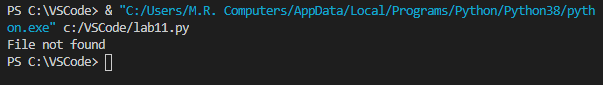 PS C:\VSCode> & "C:/Users/M.R. Computers/AppData/Local/Programs/Python/Python38/pyth
on.exe" c:/VSCode/lab11.py
File not found
PS C:\VSCode>